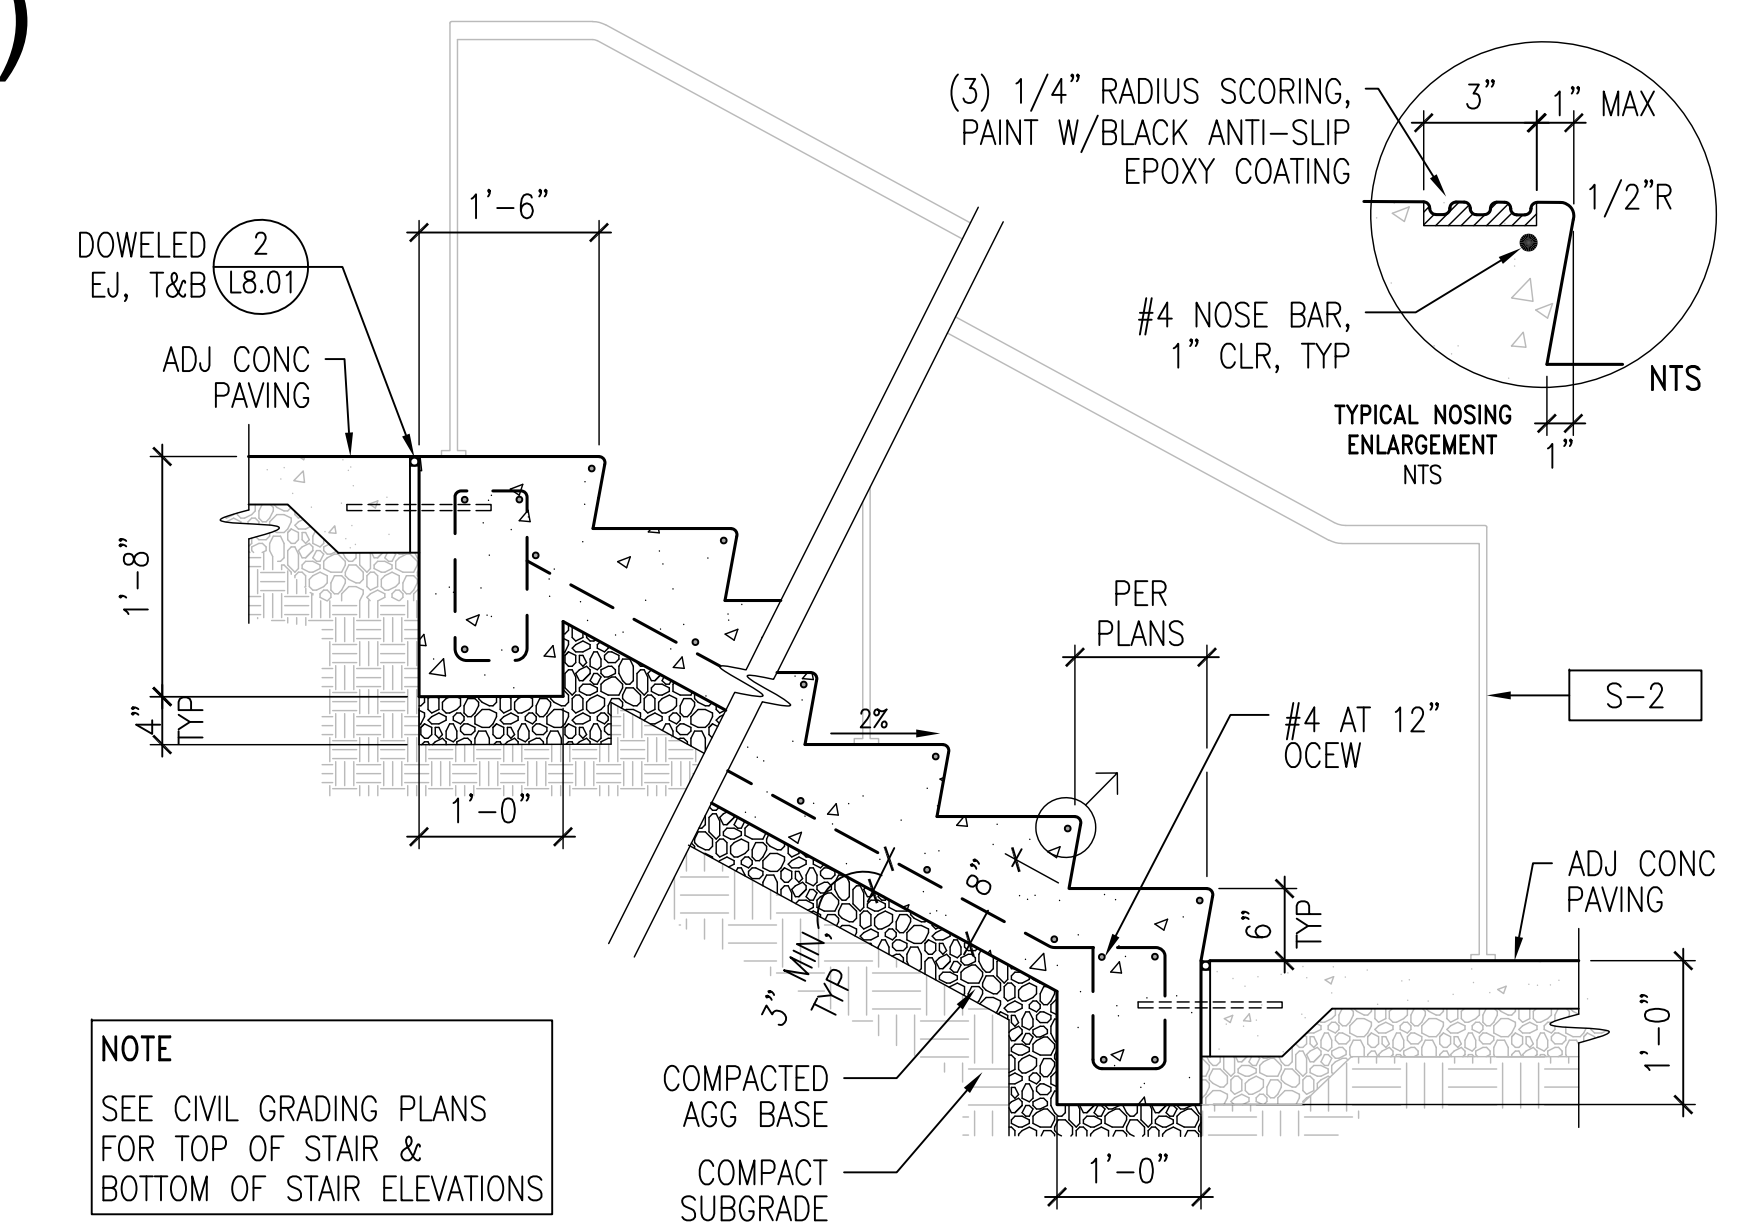 )
(3) 1/4" RADIUS SCORING,
PAINT W/BLACK ANTI-SLIP
EPOXY COATING
3"
1" MAX
1/2"R
#4 NOSE BAR,
1" CLR, TYP
NTS
TYPICAL NOSING
ENLARGEMENT
NTS
1"
1'-6"
DOWELED
EJ, T&B
2
L8.01
ADJ CONC
PAVING
1'-8"
4"
TYP
1'-0"
2%
PER
PLANS
S-2
#4 AT 12"
OCEW
8"
3" MIN,
TYP
6"
TYP
ADJ CONC
PAVING
1'-0"
1'-0"
COMPACTED
AGG BASE
COMPACT
SUBGRADE
NOTE
SEE CIVIL GRADING PLANS
FOR TOP OF STAIR &
BOTTOM OF STAIR ELEVATIONS